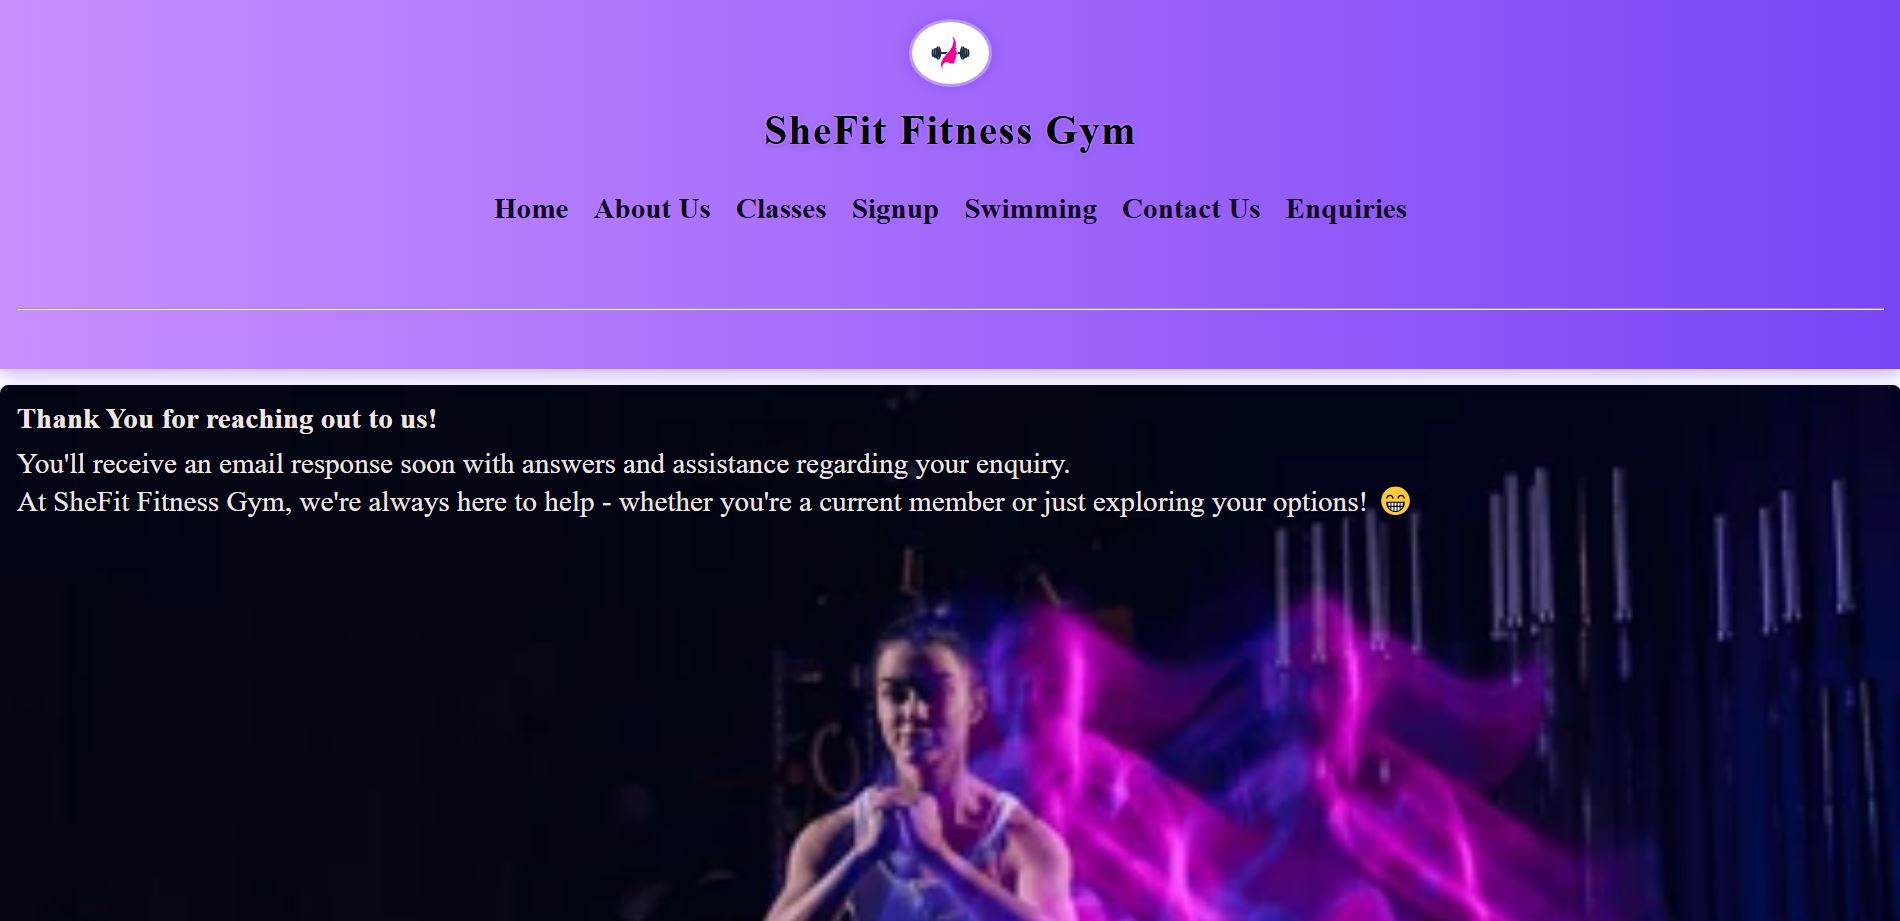 SheFit Fitness Gym
Home About Us Classes Signup Swimming Contact Us Enquiries
Thank You for reaching out to us!
You'll receive an email response soon with answers and assistance regarding your enquiry.
At SheFit Fitness Gym, we're always here to help - whether you're a current member or just exploring your options! 😁